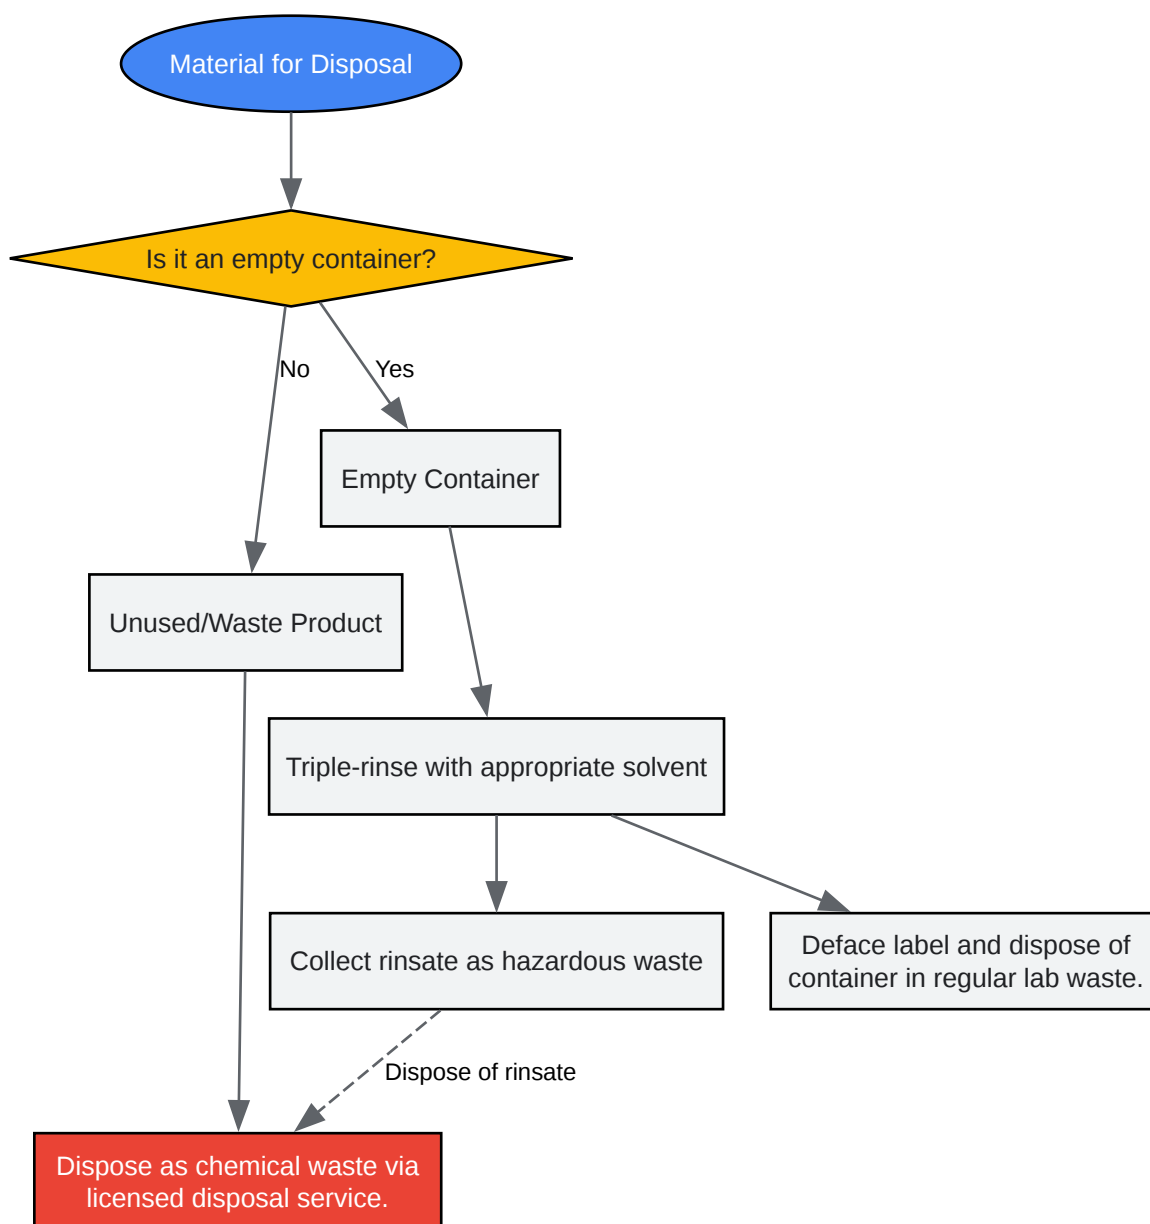 Material for Disposal
Is it an empty container?
No
Yes
Empty Container
Unused/Waste Product
Triple-rinse with appropriate solvent
Collect rinsate as hazardous waste
Deface label and dispose of
container in regular lab waste.
Dispose of rinsate
Dispose as chemical waste via
licensed disposal service.